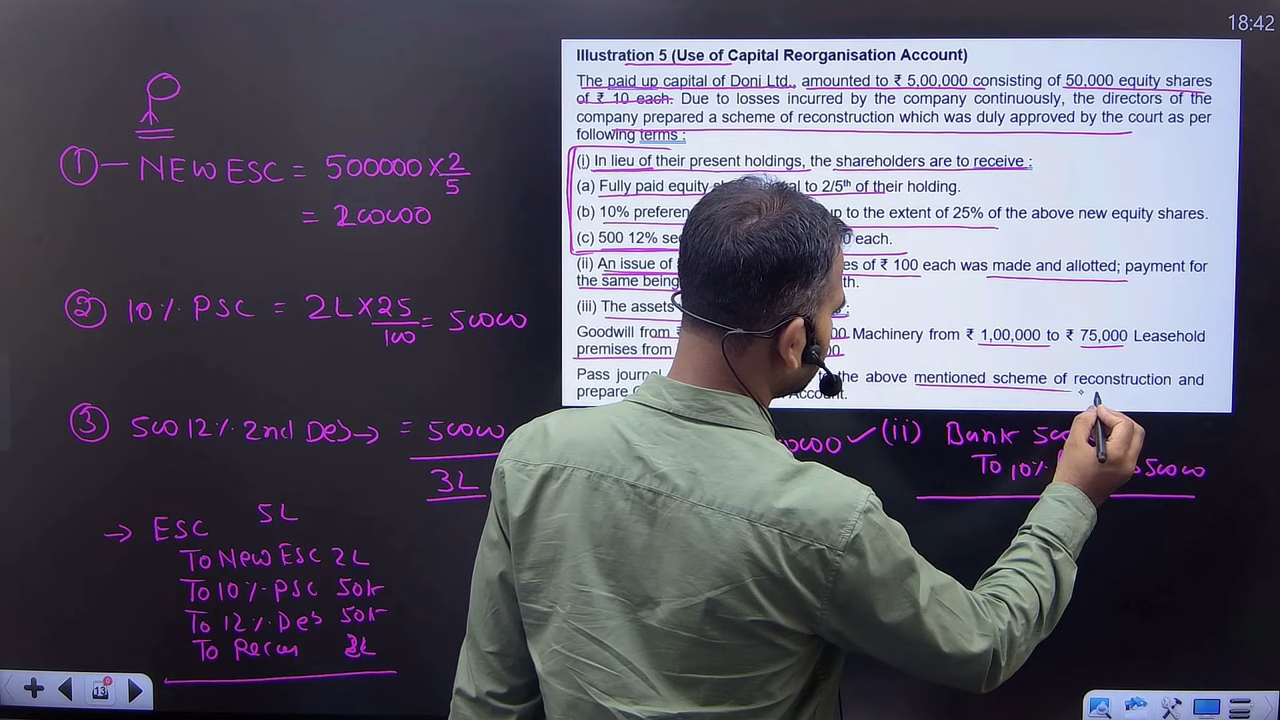 18:42
Illustration 5 (Use of Capital Reorganisation Account)
The paid up capital of Doni Ltd., amounted to ₹ 5,00,000 consisting of 50,000 equity shares
of ₹ 10 each. Due to losses incurred by the company continuously, the directors of the
company prepared a scheme of reconstruction which was duly approved by the court as per
following terms :
(i) In lieu of their present holdings, the shareholders are to receive :
(a) Fully paid equity to 2/5th of their holding.
(b) 10% preferen up to the extent of 25% of the above new equity shares.
(c) 500 12% se each.
(ii) An issue of es of ₹ 100 each was made and allotted; payment for
the same being th.
(iii) The assets :
Goodwill from Machinery from ₹ 1,00,000 to ₹ 75,000 Leasehold
premises from
Pass journal the above mentioned scheme of reconstruction and
prepare Account.
① — NEW ESC = 500000 × 2/5
= 200000
② 10% PSC = 2L × 25/100 = 50000
③ 500 12% 2nd Deb → = 50000
3L
→ ESC 5L
To New ESC 2L
To 10% PSC 50k
To 12% Deb 50k
To Recon 2L
0000 ✓ (ii) Bank 50
To 10% 50000
13